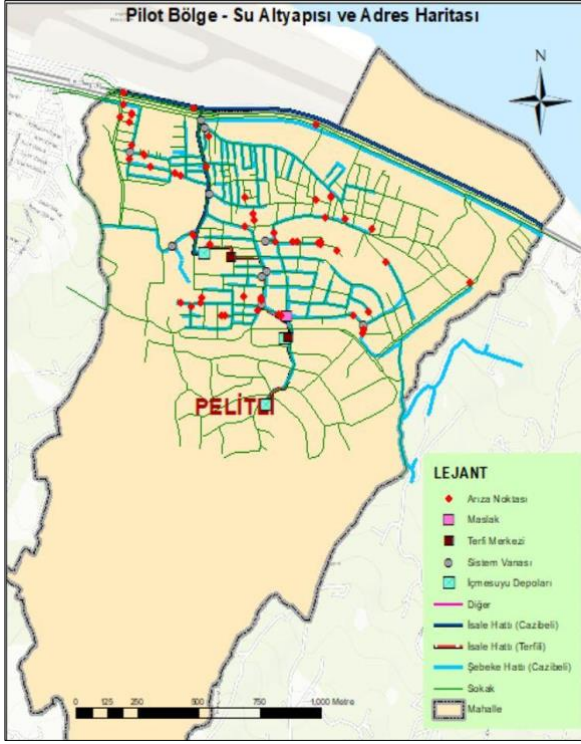 Pilot Bölge - Su Altyapısı ve Adres Haritası
N
PELİTLİ
LEJANT
Arıza Noktası
Maslak
Terfi Merkezi
Sistem Vanası
İçmesuyu Depoları
Diğer
İsale Hattı (Cazibeli)
İsale Hattı (Terfili)
Şebeke Hattı (Cazibeli)
Sokak
Mahalle
0 125 250 500 750 1,000 Metre